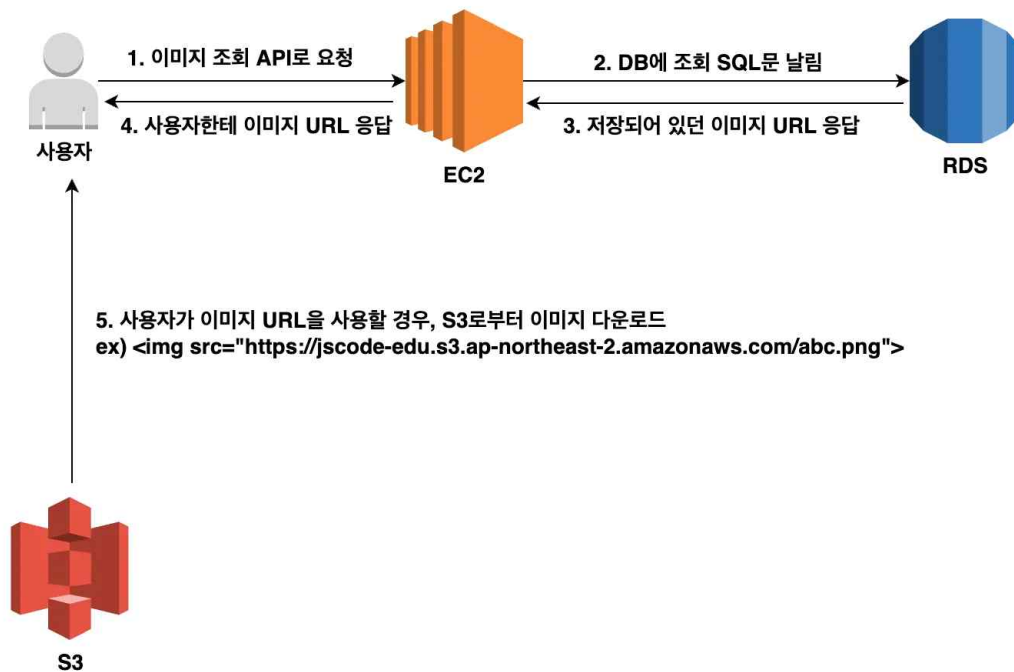 1. 이미지 조회 API로 요청
2. DB에 조회 SQL문 날림
4. 사용자한테 이미지 URL 응답
3. 저장되어 있던 이미지 URL 응답
사용자
EC2
RDS
5. 사용자가 이미지 URL을 사용할 경우, S3로부터 이미지 다운로드
ex) <img src="https://jscode-edu.s3.ap-northeast-2.amazonaws.com/abc.png">
S3